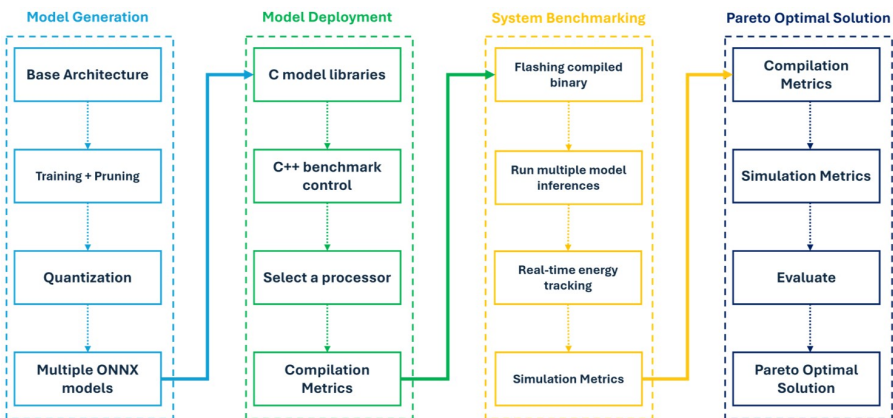 Model Generation
Base Architecture
Training + Pruning
Quantization
Multiple ONNX
models
Model Deployment
C model libraries
C++ benchmark
control
Select a processor
Compilation
Metrics
System Benchmarking
Flashing compiled
binary
Run multiple model
inferences
Real-time energy
tracking
Simulation Metrics
Pareto Optimal Solution
Compilation
Metrics
Simulation Metrics
Evaluate
Pareto Optimal
Solution